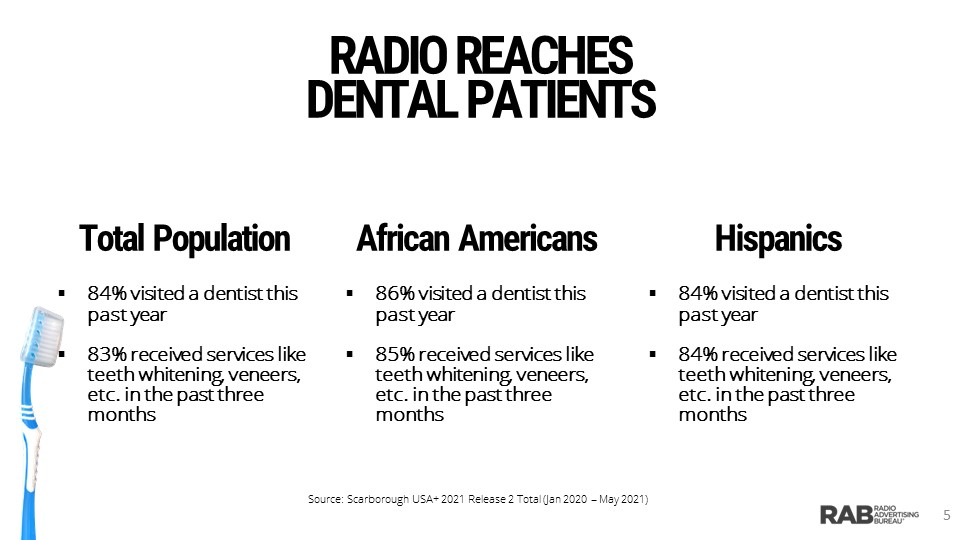 RADIO REACHES
DENTAL PATIENTS
Total Population
▪ 84% visited a dentist this
past year
▪ 83% received services like
teeth whitening, veneers,
etc. in the past three
months
African Americans
▪ 86% visited a dentist this
past year
▪ 85% received services like
teeth whitening, veneers,
etc. in the past three
months
Hispanics
▪ 84% visited a dentist this
past year
▪ 84% received services like
teeth whitening, veneers,
etc. in the past three
months
Source: Scarborough USA+ 2021 Release 2 Total (Jan 2020 – May 2021)
RAB RADIO
ADVERTISING
BUREAU
5